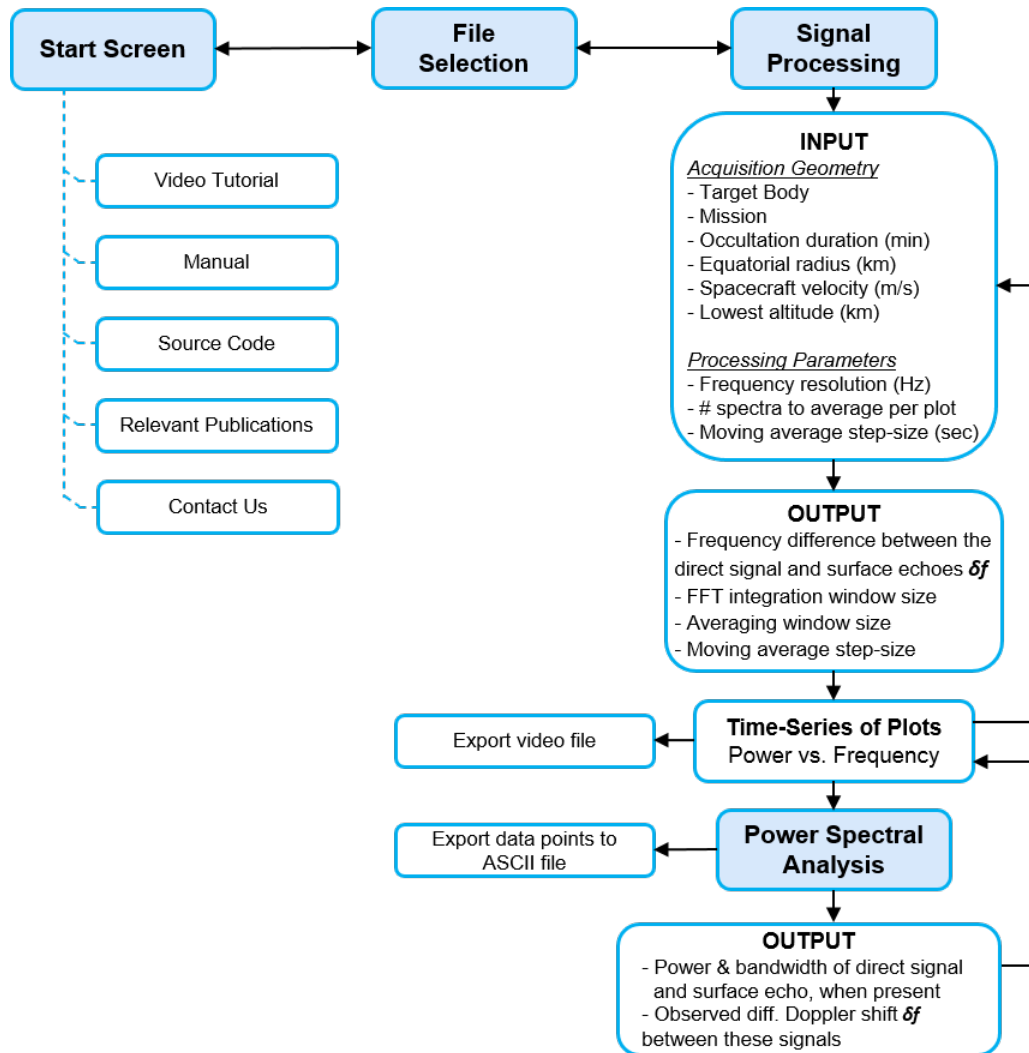 Start Screen
File
Selection
Signal
Processing
Video Tutorial
Manual
Source Code
Relevant Publications
Contact Us
INPUT
Acquisition Geometry
- Target Body
- Mission
- Occultation duration (min)
- Equatorial radius (km)
- Spacecraft velocity (m/s)
- Lowest altitude (km)
Processing Parameters
- Frequency resolution (Hz)
- # spectra to average per plot
- Moving average step-size (sec)
OUTPUT
- Frequency difference between the
direct signal and surface echoes δf
- FFT integration window size
- Averaging window size
- Moving average step-size
Export video file
Time-Series of Plots
Power vs. Frequency
Export data points to
ASCII file
Power Spectral
Analysis
OUTPUT
- Power & bandwidth of direct signal
and surface echo, when present
- Observed diff. Doppler shift δf
between these signals